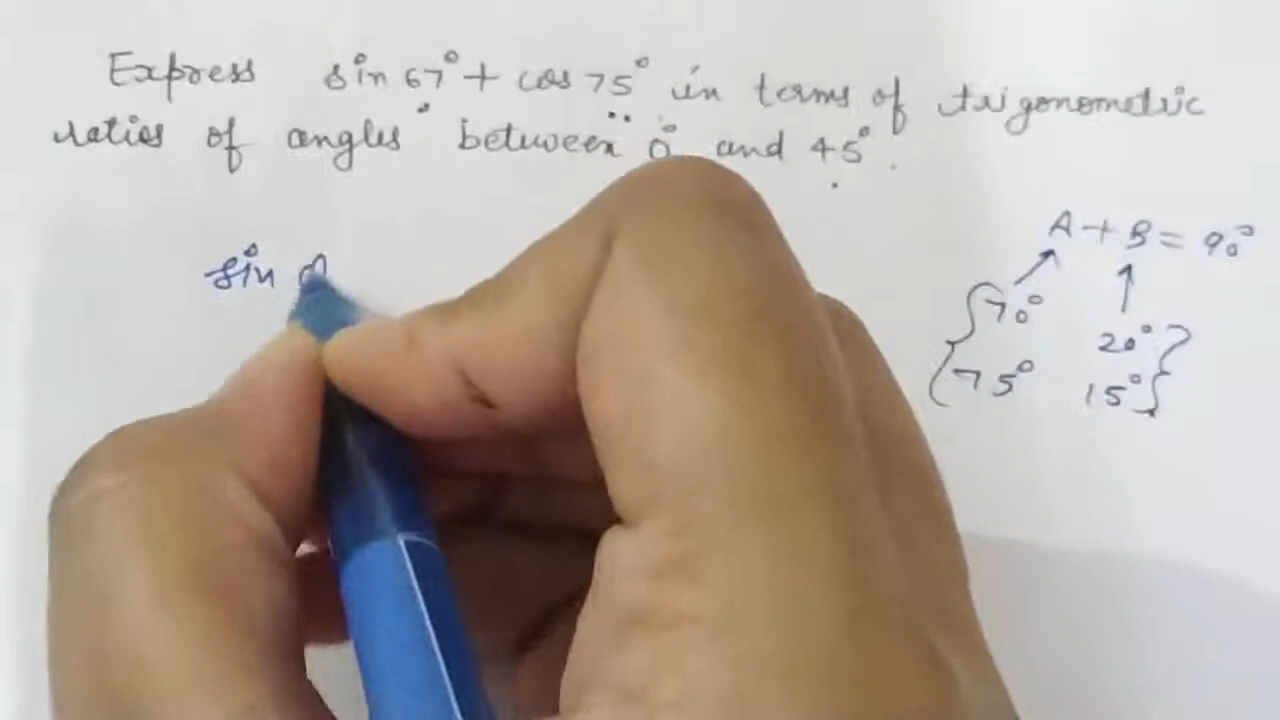 Express sin 67° + cos 75° in terms of trigonometric
ratios of angles between 0° and 45°.
sin
A + B = 90°
70° 20°
75° 15°